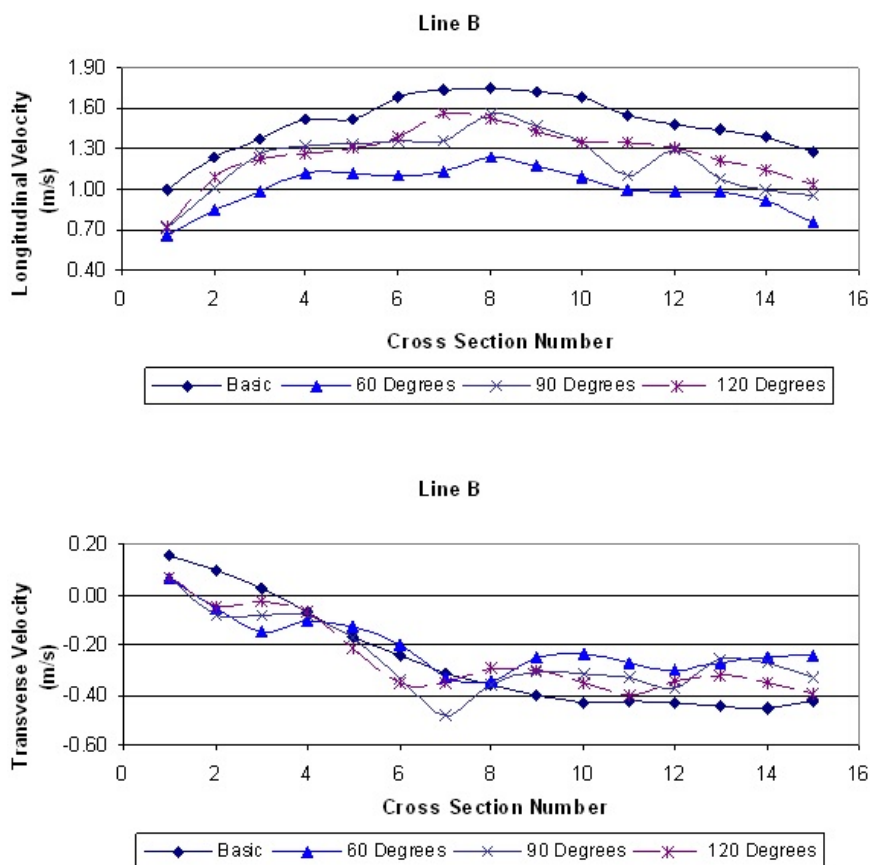 Line B
Longitudinal Velocity
(m/s)
1.90
1.60
1.30
1.00
0.70
0.40
0 2 4 6 8 10 12 14 16
Cross Section Number
Basic 60 Degrees 90 Degrees 120 Degrees
Line B
Transverse Velocity
(m/s)
0.20
0.00
-0.20
-0.40
-0.60
0 2 4 6 8 10 12 14 16
Cross Section Number
Basic 60 Degrees 90 Degrees 120 Degrees